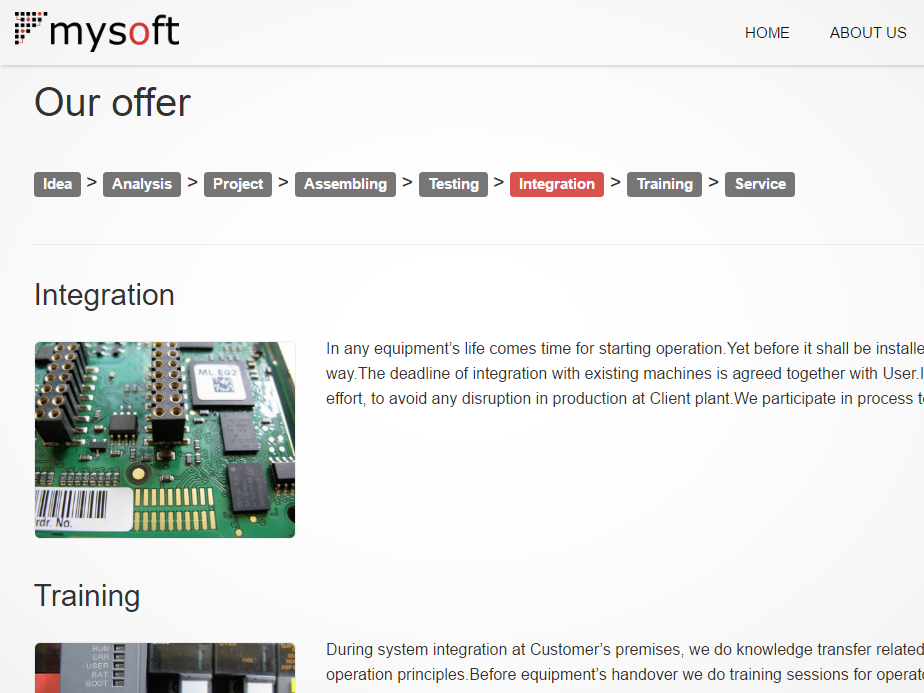 mysoft
HOME ABOUT US
Our offer
Idea > Analysis > Project > Assembling > Testing > Integration > Training > Service
Integration
ML E02
rdr. No.
In any equipment’s life comes time for starting operation.Yet before it shall be installe
way.The deadline of integration with existing machines is agreed together with User.I
effort, to avoid any disruption in production at Client plant.We participate in process t
Training
RUN
ERR
USER
BAT
BOOT
During system integration at Customer’s premises, we do knowledge transfer related
operation principles.Before equipment’s handover we do training sessions for opera